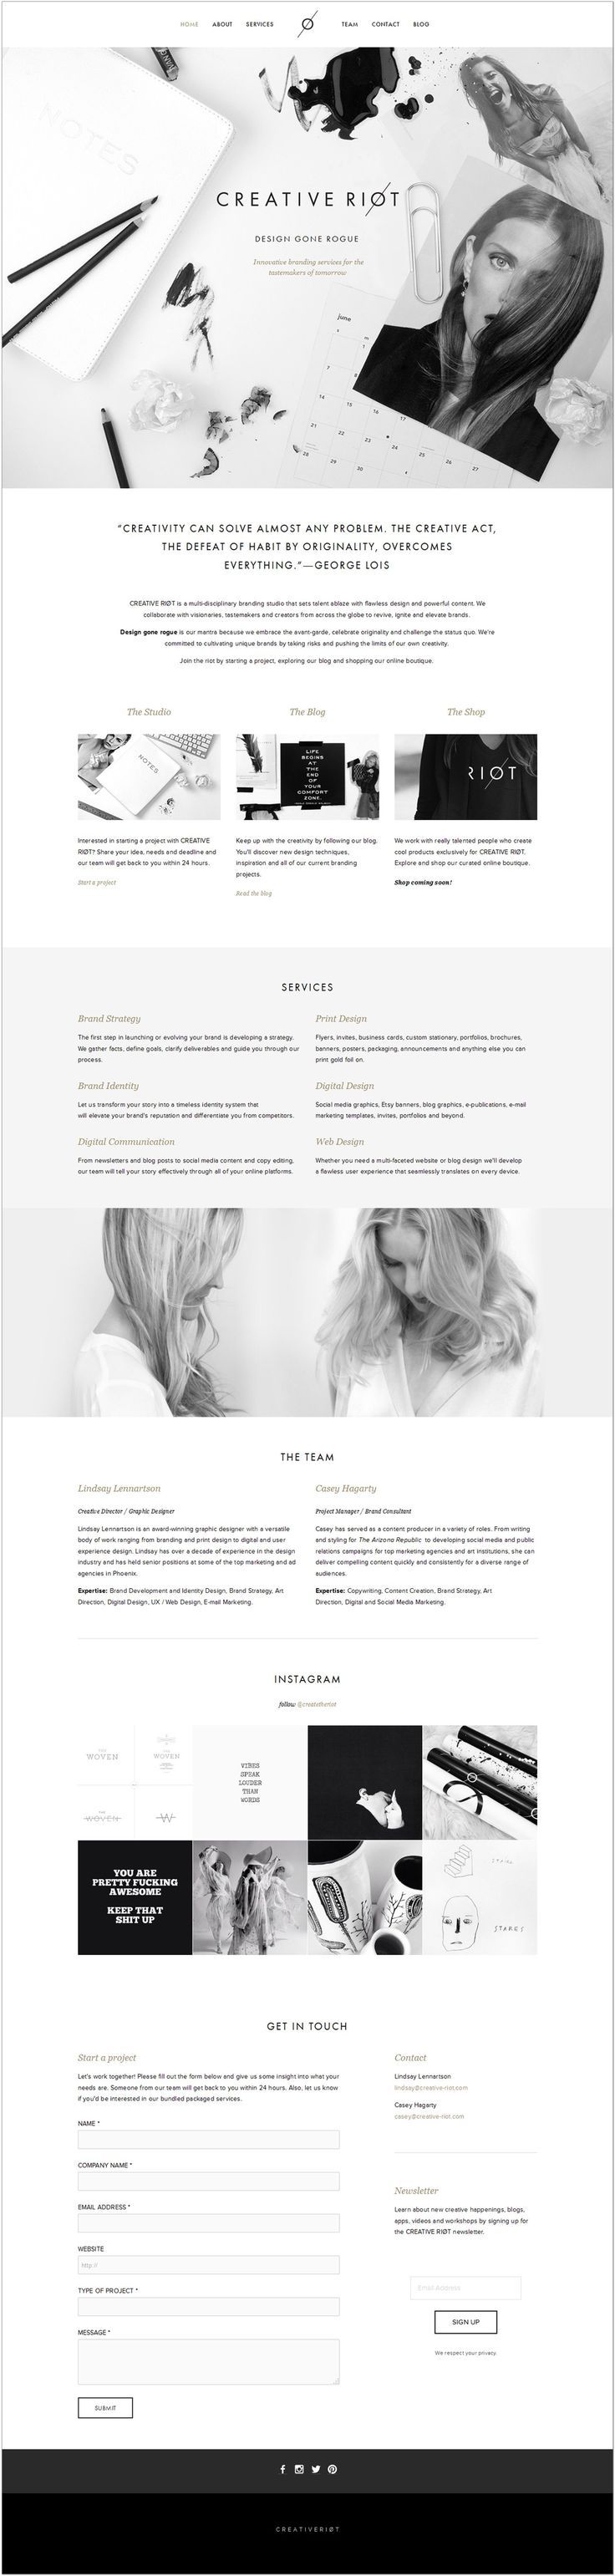 HOME ABOUT SERVICES Ø TEAM CONTACT BLOG
NOTES
CREATIVE RIØT
DESIGN GONE ROGUE
Innovative branding services for the
tastemakers of tomorrow
june
7
14 15 16 17
21 22 23 24 25 26 27
28 29 30
“CREATIVITY CAN SOLVE ALMOST ANY PROBLEM. THE CREATIVE ACT,
THE DEFEAT OF HABIT BY ORIGINALITY, OVERCOMES
EVERYTHING.”—GEORGE LOIS
CREATIVE RIØT is a multi-disciplinary branding studio that sets talent ablaze with flawless design and powerful content. We
collaborate with visionaries, tastemakers and creators from across the globe to revive, ignite and elevate brands.
Design gone rogue is our mantra because we embrace the avant-garde, celebrate originality and challenge the status quo. We're
committed to cultivating unique brands by taking risks and pushing the limits of our own creativity.
Join the riot by starting a project, exploring our blog and shopping our online boutique.
The Studio
The Blog
The Shop
NOTES
LIFE
BEGINS
AT
THE
END
OF
YOUR
COMFORT
ZONE.
RIØT
Interested in starting a project with CREATIVE
RIØT? Share your idea, needs and deadline and
our team will get back to you within 24 hours.
Start a project
Keep up with the creativity by following our blog.
You'll discover new design techniques,
inspiration and all of our current branding
projects.
Read the blog
We work with really talented people who create
cool products exclusively for CREATIVE RIØT.
Explore and shop our curated online boutique.
Shop coming soon!
SERVICES
Brand Strategy
The first step in launching or evolving your brand is developing a strategy.
We gather facts, define goals, clarify deliverables and guide you through our
process.
Print Design
Flyers, invites, business cards, custom stationary, portfolios, brochures,
banners, posters, packaging, announcements and anything else you can
print gold foil on.
Brand Identity
Let us transform your story into a timeless identity system that
will elevate your brand's reputation and differentiate you from competitors.
Digital Design
Social media graphics, Etsy banners, blog graphics, e-publications, e-mail
marketing templates, invites, portfolios and beyond.
Digital Communication
From newsletters and blog posts to social media content and copy editing,
our team will tell your story effectively through all of your online platforms.
Web Design
Whether you need a multi-faceted website or blog design we'll develop
a flawless user experience that seamlessly translates on every device.
THE TEAM
Lindsay Lennartson
Creative Director / Graphic Designer
Lindsay Lennartson is an award-winning graphic designer with a versatile
body of work ranging from branding and print design to digital and user
experience design. Lindsay has over a decade of experience in the design
industry and has held senior positions at some of the top marketing and ad
agencies in Phoenix.
Expertise: Brand Development and Identity Design, Brand Strategy, Art
Direction, Digital Design, UX / Web Design, E-mail Marketing.
Casey Hagarty
Project Manager / Brand Consultant
Casey has served as a content producer in a variety of roles. From writing
and styling for The Arizona Republic to developing social media and public
relations campaigns for top marketing agencies and art institutions, she can
deliver compelling content quickly and consistently for a diverse range of
audiences.
Expertise: Copywriting, Content Creation, Brand Strategy, Art
Direction, Digital and Social Media Marketing.
INSTAGRAM
follow @createtheriot
WOVEN
WOVEN
WOVEN
W
VIBES
SPEAK
LOUDER
THAN
WORDS
YOU ARE
PRETTY FUCKING
AWESOME
KEEP THAT
SHIT UP
STARES
GET IN TOUCH
Start a project
Let's work together! Please fill out the form below and give us some insight into what your
needs are. Someone from our team will get back to you within 24 hours. Also, let us know
if you'd be interested in our bundled packaged services.
NAME *
COMPANY NAME *
EMAIL ADDRESS *
WEBSITE
http://
TYPE OF PROJECT *
MESSAGE *
SUBMIT
Contact
Lindsay Lennartson
lindsay@creative-riot.com
Casey Hagarty
casey@creative-riot.com
Newsletter
Learn about new creative happenings, blogs,
apps, videos and workshops by signing up for
the CREATIVE RIØT newsletter.
Email Address
SIGN UP
We respect your privacy.
CREATIVERIØT